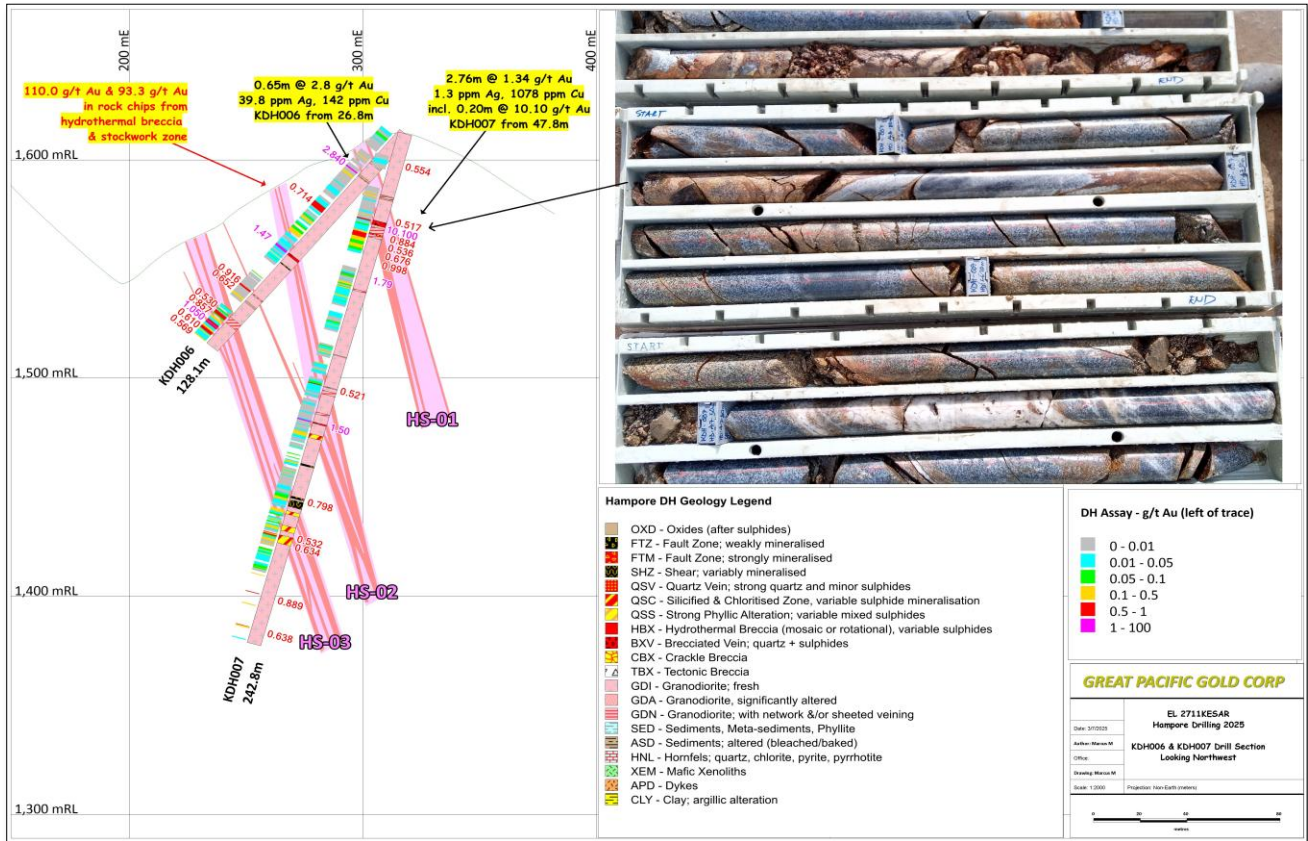 200 mE
300 mE
400 mE
110.0 g/t Au & 93.3 g/t Au
in rock chips from
hydrothermal breccia
& stockwork zone
0.65m @ 2.8 g/t Au
39.8 ppm Ag, 142 ppm Cu
KDH006 from 26.8m
2.76m @ 1.34 g/t Au
1.3 ppm Ag, 1078 ppm Cu
incl. 0.20m @ 10.10 g/t Au
KDH007 from 47.8m
1,600 mRL
1,500 mRL
1,400 mRL
1,300 mRL
2.840
0.714
1.47
0.916
0.652
0.530
0.857
1.050
0.610
0.569
KDH006
128.1m
0.554
0.517
10.100
0.884
0.536
0.676
0.998
1.79
0.521
1.50
0.798
0.532
0.634
0.889
0.638
KDH007
242.8m
HS-01
HS-02
HS-03
END
START
END
START
Hampore DH Geology Legend
OXD - Oxides (after sulphides)
FTZ - Fault Zone; weakly mineralised
FTM - Fault Zone; strongly mineralised
SHZ - Shear; variably mineralised
QSV - Quartz Vein; strong quartz and minor sulphides
QSC - Silicified & Chloritised Zone, variable sulphide mineralisation
QSS - Strong Phyllic Alteration; variable mixed sulphides
HBX - Hydrothermal Breccia (mosaic or rotational), variable sulphides
BXV - Brecciated Vein; quartz + sulphides
CBX - Crackle Breccia
TBX - Tectonic Breccia
GDI - Granodiorite; fresh
GDA - Granodiorite, significantly altered
GDN - Granodiorite; with network &/or sheeted veining
SED - Sediments, Meta-sediments, Phyllite
ASD - Sediments; altered (bleached/baked)
HNL - Hornfels; quartz, chlorite, pyrite, pyrrhotite
XEM - Mafic Xenoliths
APD - Dykes
CLY - Clay; argillic alteration
DH Assay - g/t Au (left of trace)
0 - 0.01
0.01 - 0.05
0.05 - 0.1
0.1 - 0.5
0.5 - 1
1 - 100
GREAT PACIFIC GOLD CORP
EL 2711KESAR
Hampore Drilling 2025
KDH006 & KDH007 Drill Section
Looking Northwest
Author: Marcus M
Office:
Drawing: Marcus M
Scale: 1:2000
Projection: Non-Earth (meters)
0 20 40 80
metres